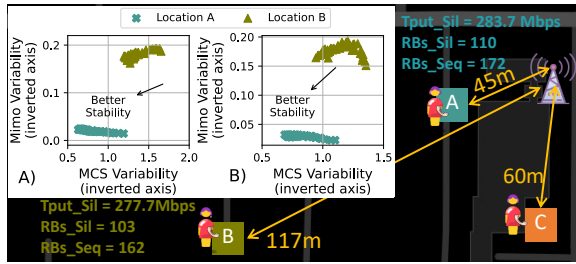 Location A
Location B
Mimo Variability
(inverted axis)
0.2
0.1
0.0
Better
Stability
0.5
1.0
1.5
2.0
MCS Variability
(inverted axis)
A)
Mimo Variability
(inverted axis)
0.20
0.15
0.10
0.05
Better
Stability
0.5
1.0
MCS Variability
(inverted axis)
B)
Tput_Sil = 283.7 Mbps
RBs_Sil = 110
RBs_Seq = 172
45m
A
60m
C
Tput_Sil = 277.7Mbps
RBs_Sil = 103
RBs_Seq = 162
B
117m